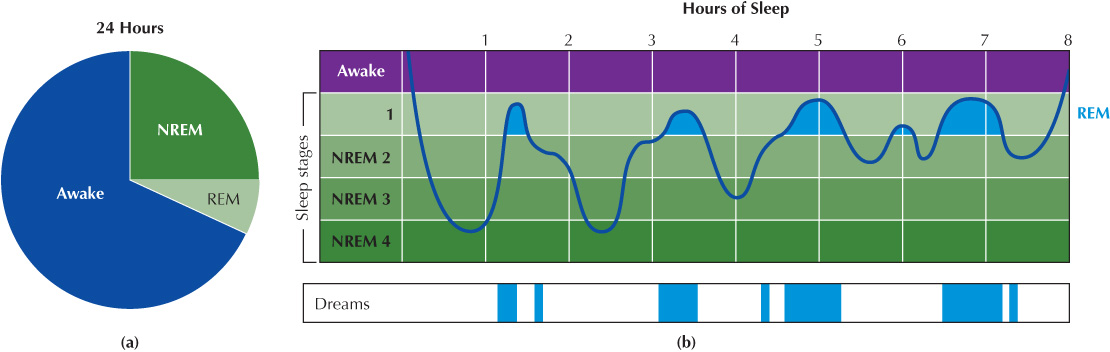 24 Hours
NREM
REM
Awake
(a)
Hours of Sleep
1 2 3 4 5 6 7 8
Awake
Sleep stages
1
NREM 2
NREM 3
NREM 4
REM
Dreams
(b)